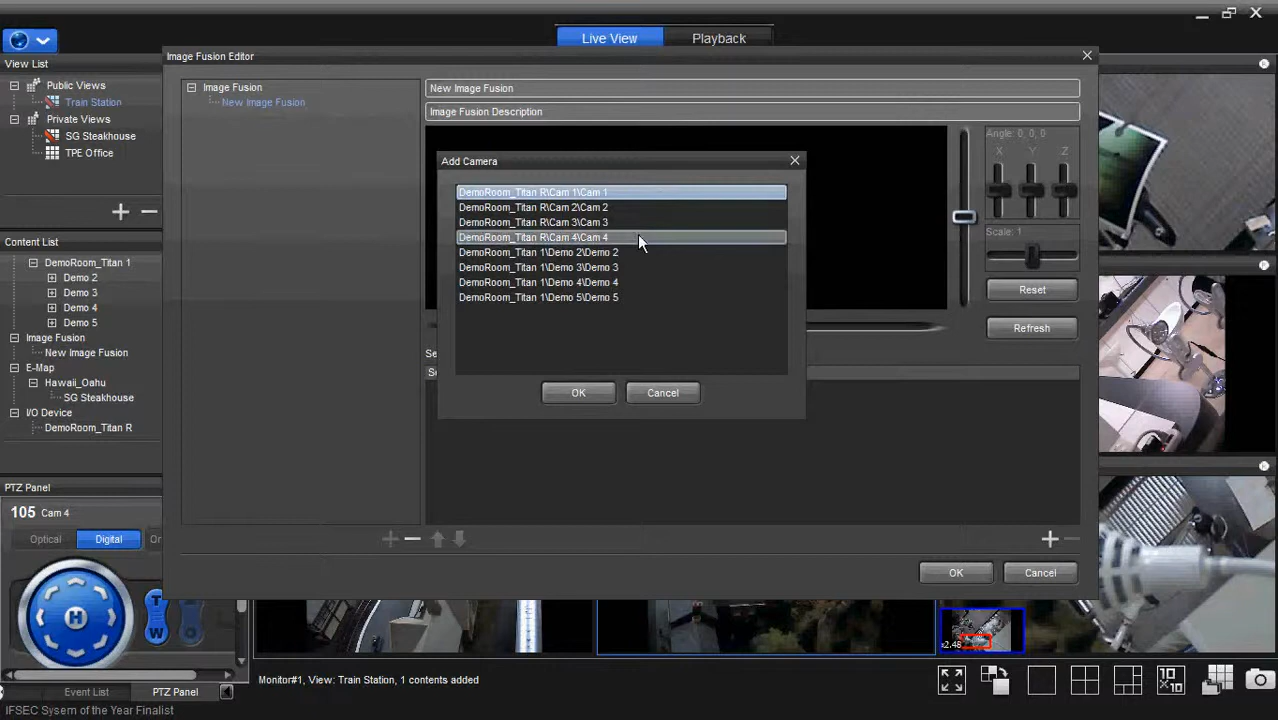 Live View
Playback
View List
Public Views
Train Station
Private Views
SG Steakhouse
TPE Office
Content List
DemoRoom_Titan 1
Demo 2
Demo 3
Demo 4
Demo 5
Image Fusion
New Image Fusion
E-Map
Hawaii_Oahu
SG Steakhouse
I/O Device
DemoRoom_Titan R
PTZ Panel
105 Cam 4
Optical
Digital
H
T
W
Event List
PTZ Panel
IFSEC Sysem of the Year Finalist
Image Fusion Editor
Image Fusion
New Image Fusion
New Image Fusion
Image Fusion Description
Angle: 0, 0, 0
X Y Z
Scale: 1
Reset
Refresh
Add Camera
DemoRoom_Titan R\Cam 1\Cam 1
DemoRoom_Titan R\Cam 2\Cam 2
DemoRoom_Titan R\Cam 3\Cam 3
DemoRoom_Titan R\Cam 4\Cam 4
DemoRoom_Titan 1\Demo 2\Demo 2
DemoRoom_Titan 1\Demo 3\Demo 3
DemoRoom_Titan 1\Demo 4\Demo 4
DemoRoom_Titan 1\Demo 5\Demo 5
OK
Cancel
OK
Cancel
x2.48
Monitor#1, View: Train Station, 1 contents added
10
×10